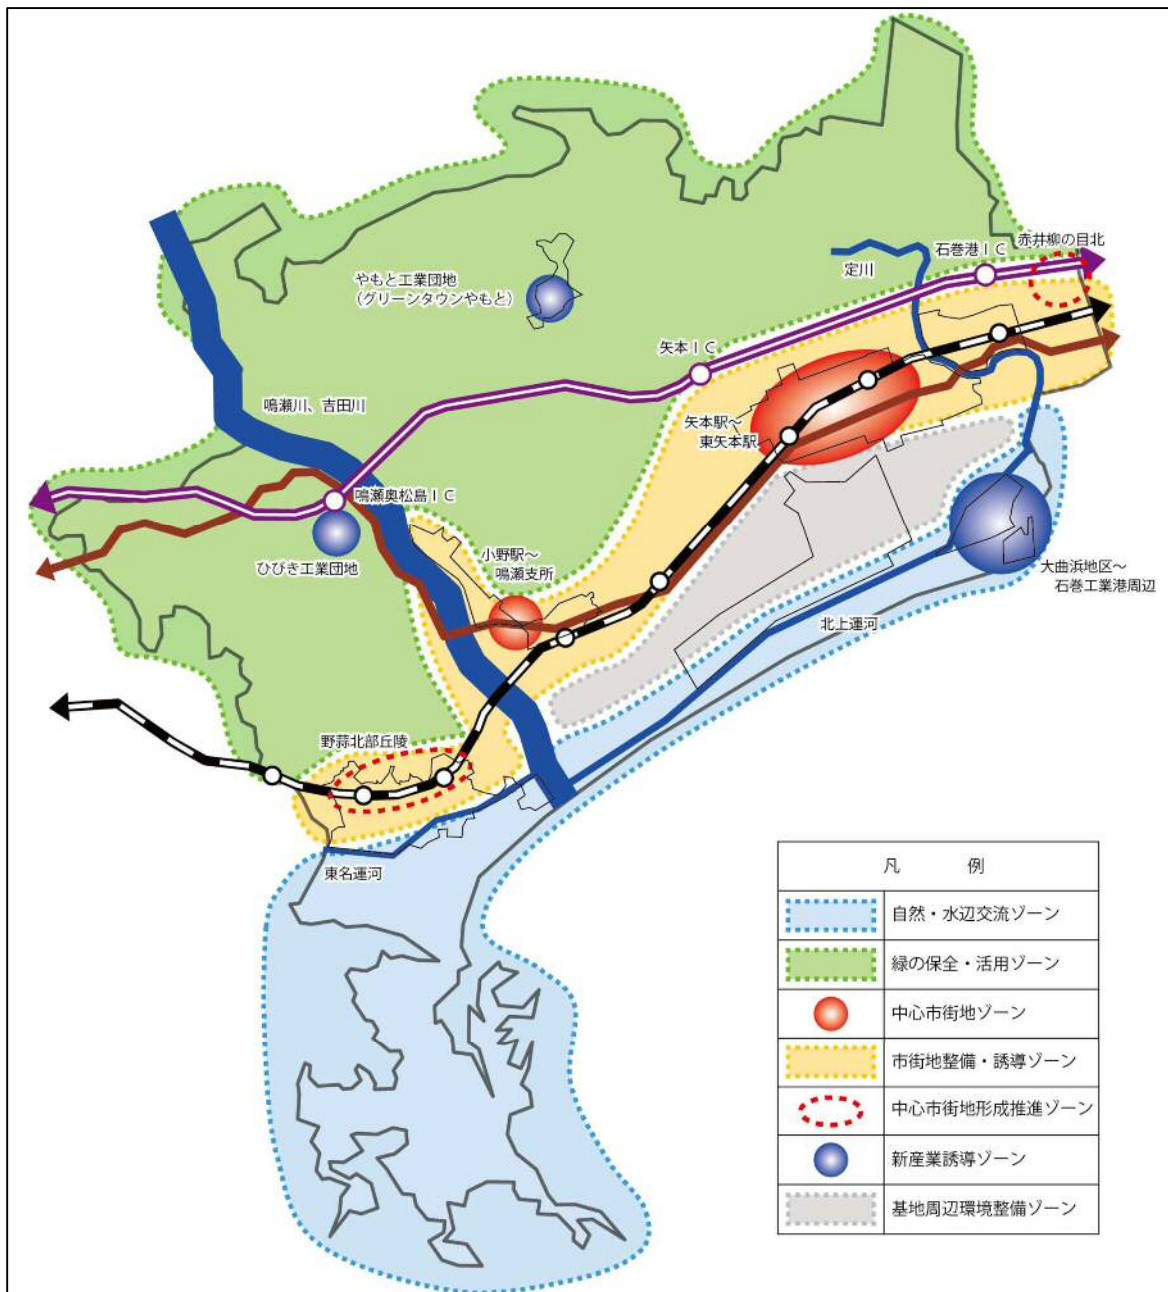 赤井柳の目北
石巻港ＩＣ
定川
やもと工業団地
（グリーンタウンやもと）
矢本ＩＣ
鳴瀬川、吉田川
矢本駅～
東矢本駅
鳴瀬奥松島ＩＣ
小野駅～
鳴瀬支所
ひびき工業団地
大曲浜地区～
石巻工業港周辺
北上運河
野蒜北部丘陵
東名運河
凡　例
自然・水辺交流ゾーン
緑の保全・活用ゾーン
中心市街地ゾーン
市街地整備・誘導ゾーン
中心市街地形成推進ゾーン
新産業誘導ゾーン
基地周辺環境整備ゾーン